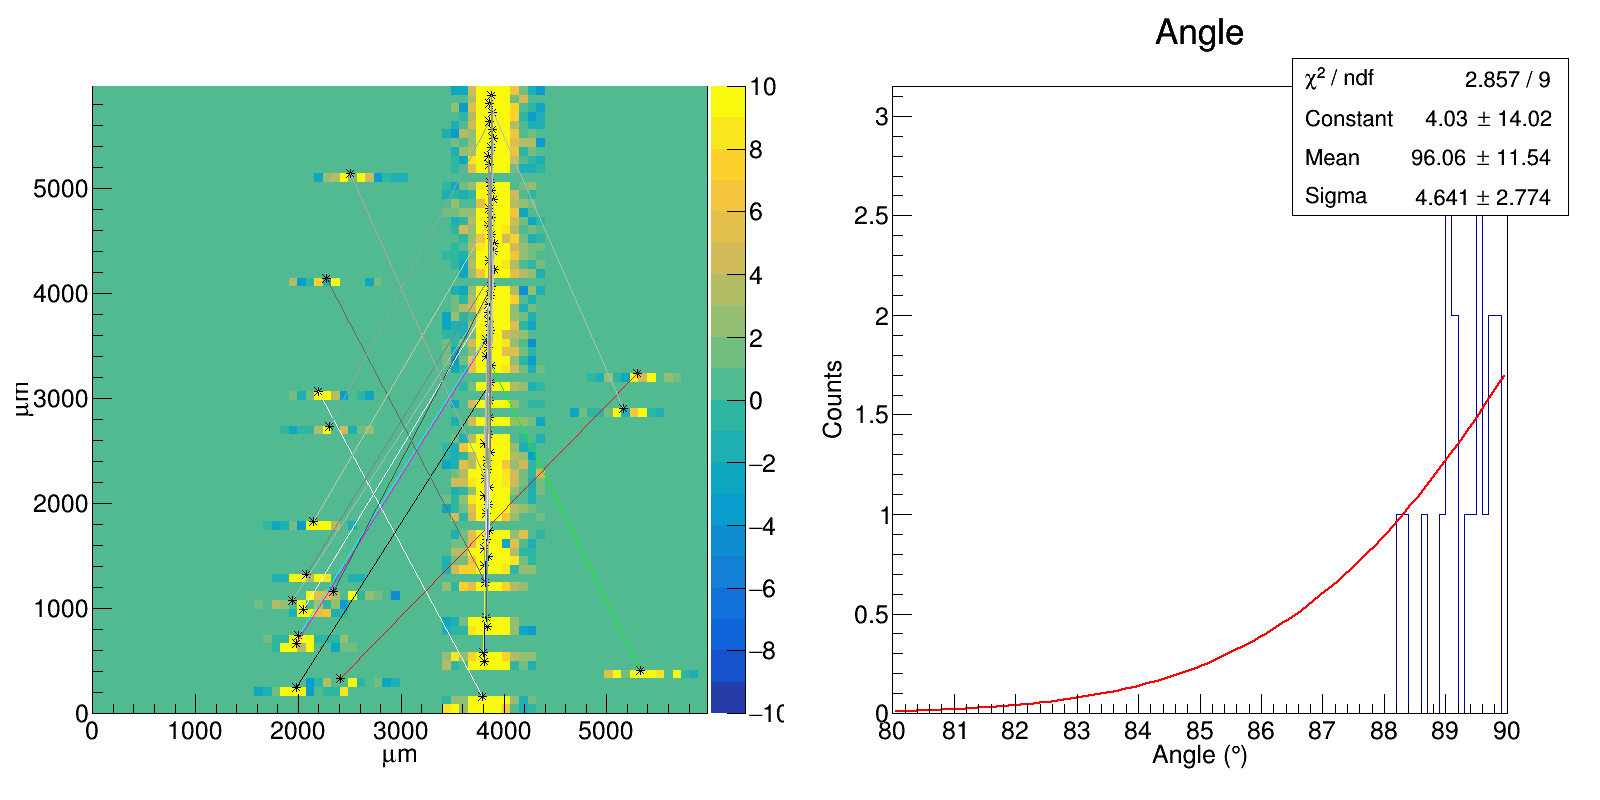 Angle
χ² / ndf 2.857 / 9
Constant 4.03 ± 14.02
Mean 96.06 ± 11.54
Sigma 4.641 ± 2.774
5000
4000
3000
2000
1000
0
μm
0 1000 2000 3000 4000 5000
μm
10
8
6
4
2
0
−2
−4
−6
−8
−10
3
2.5
2
1.5
1
0.5
0
Counts
80 81 82 83 84 85 86 87 88 89 90
Angle (°)